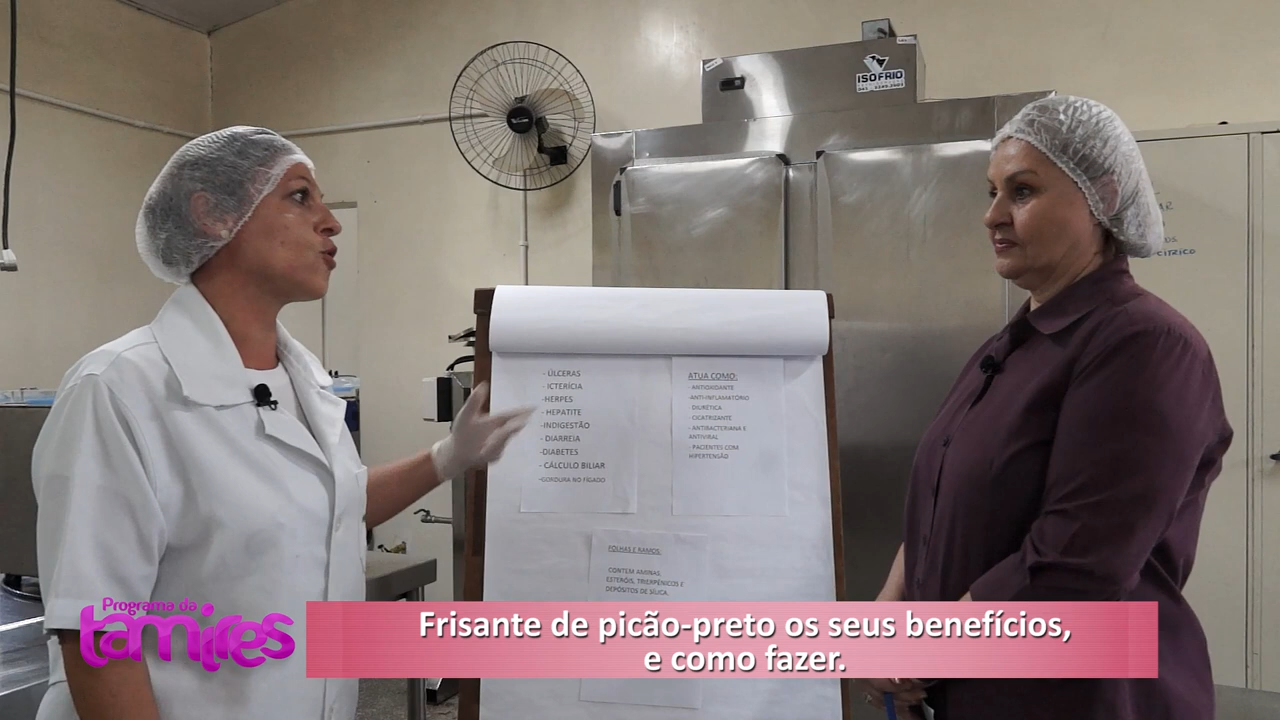 ISOFRIO
- ÚLCERAS
- ICTERÍCIA
-HERPES
- HEPATITE
-INDIGESTÃO
- DIARREIA
-DIABETES
- CÁLCULO BILIAR
-GORDURA NO FÍGADO
ATUA COMO:
- ANTIOXIDANTE
-ANTI-INFLAMATÓRIO
- DIURÉTICA
- CICATRIZANTE
- ANTIBACTERIANA E
ANTIVIRAL
- PACIENTES COM
HIPERTENSÃO
FOLHAS E RAMOS:
CONTEM AMINAS,
ESTERÓIS, TRIERPÊNICOS E
DEPÓSITOS DE SÍLICA.
Programa da
tamires
Frisante de picão-preto os seus benefícios,
e como fazer.